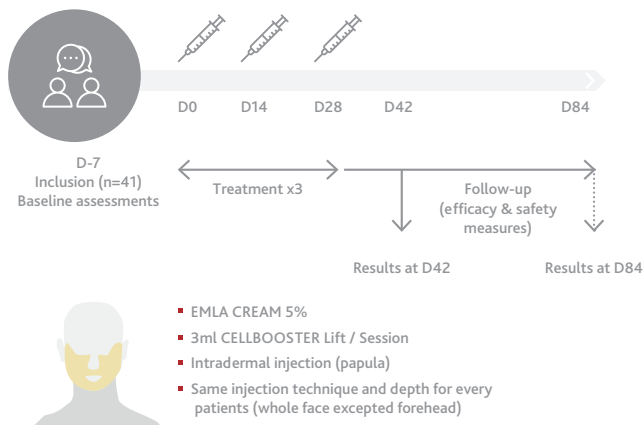 D0
D14
D28
D42
D84
D-7
Inclusion (n=41)
Baseline assessments
Treatment x3
Follow-up
(efficacy & safety
measures)
Results at D42
Results at D84
EMLA CREAM 5%
3ml CELLBOOSTER Lift / Session
Intradermal injection (papula)
Same injection technique and depth for every
patients (whole face excepted forehead)